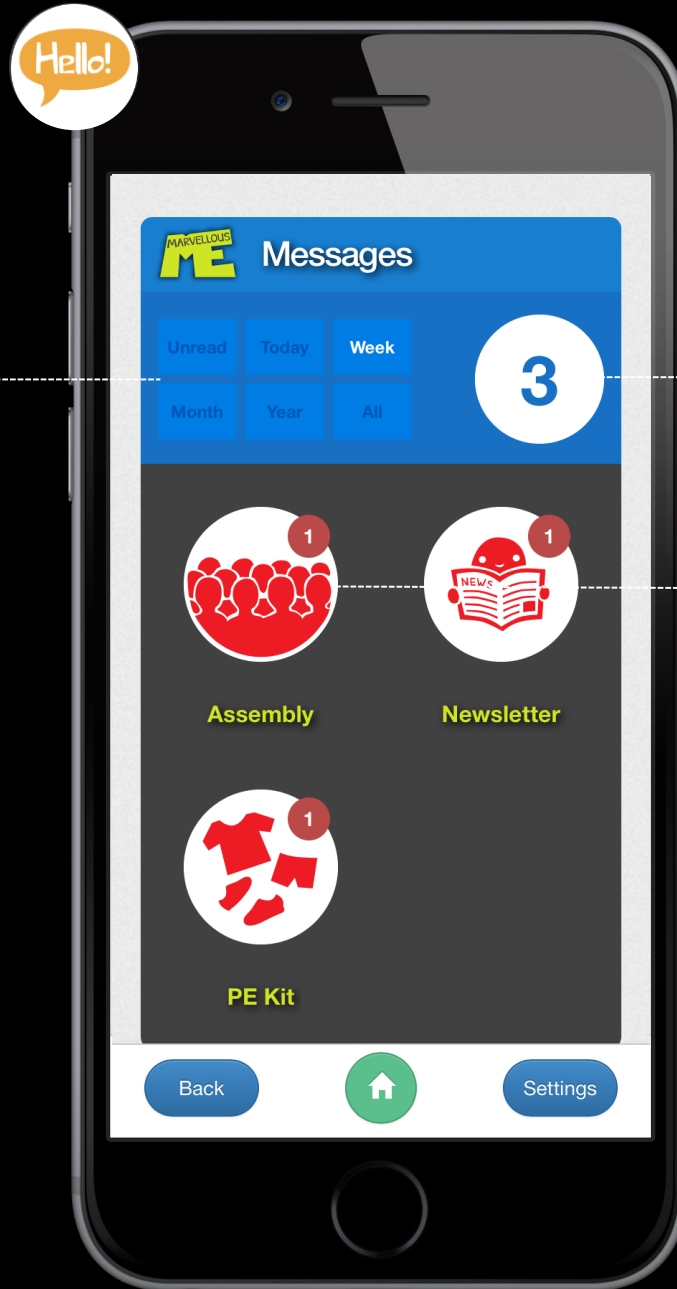 Hello!
MARVELLOUS
ME
Messages
Unread Today Week
Month Year All
3
1 1
NEWS
Assembly Newsletter
1
PE Kit
Back Settings